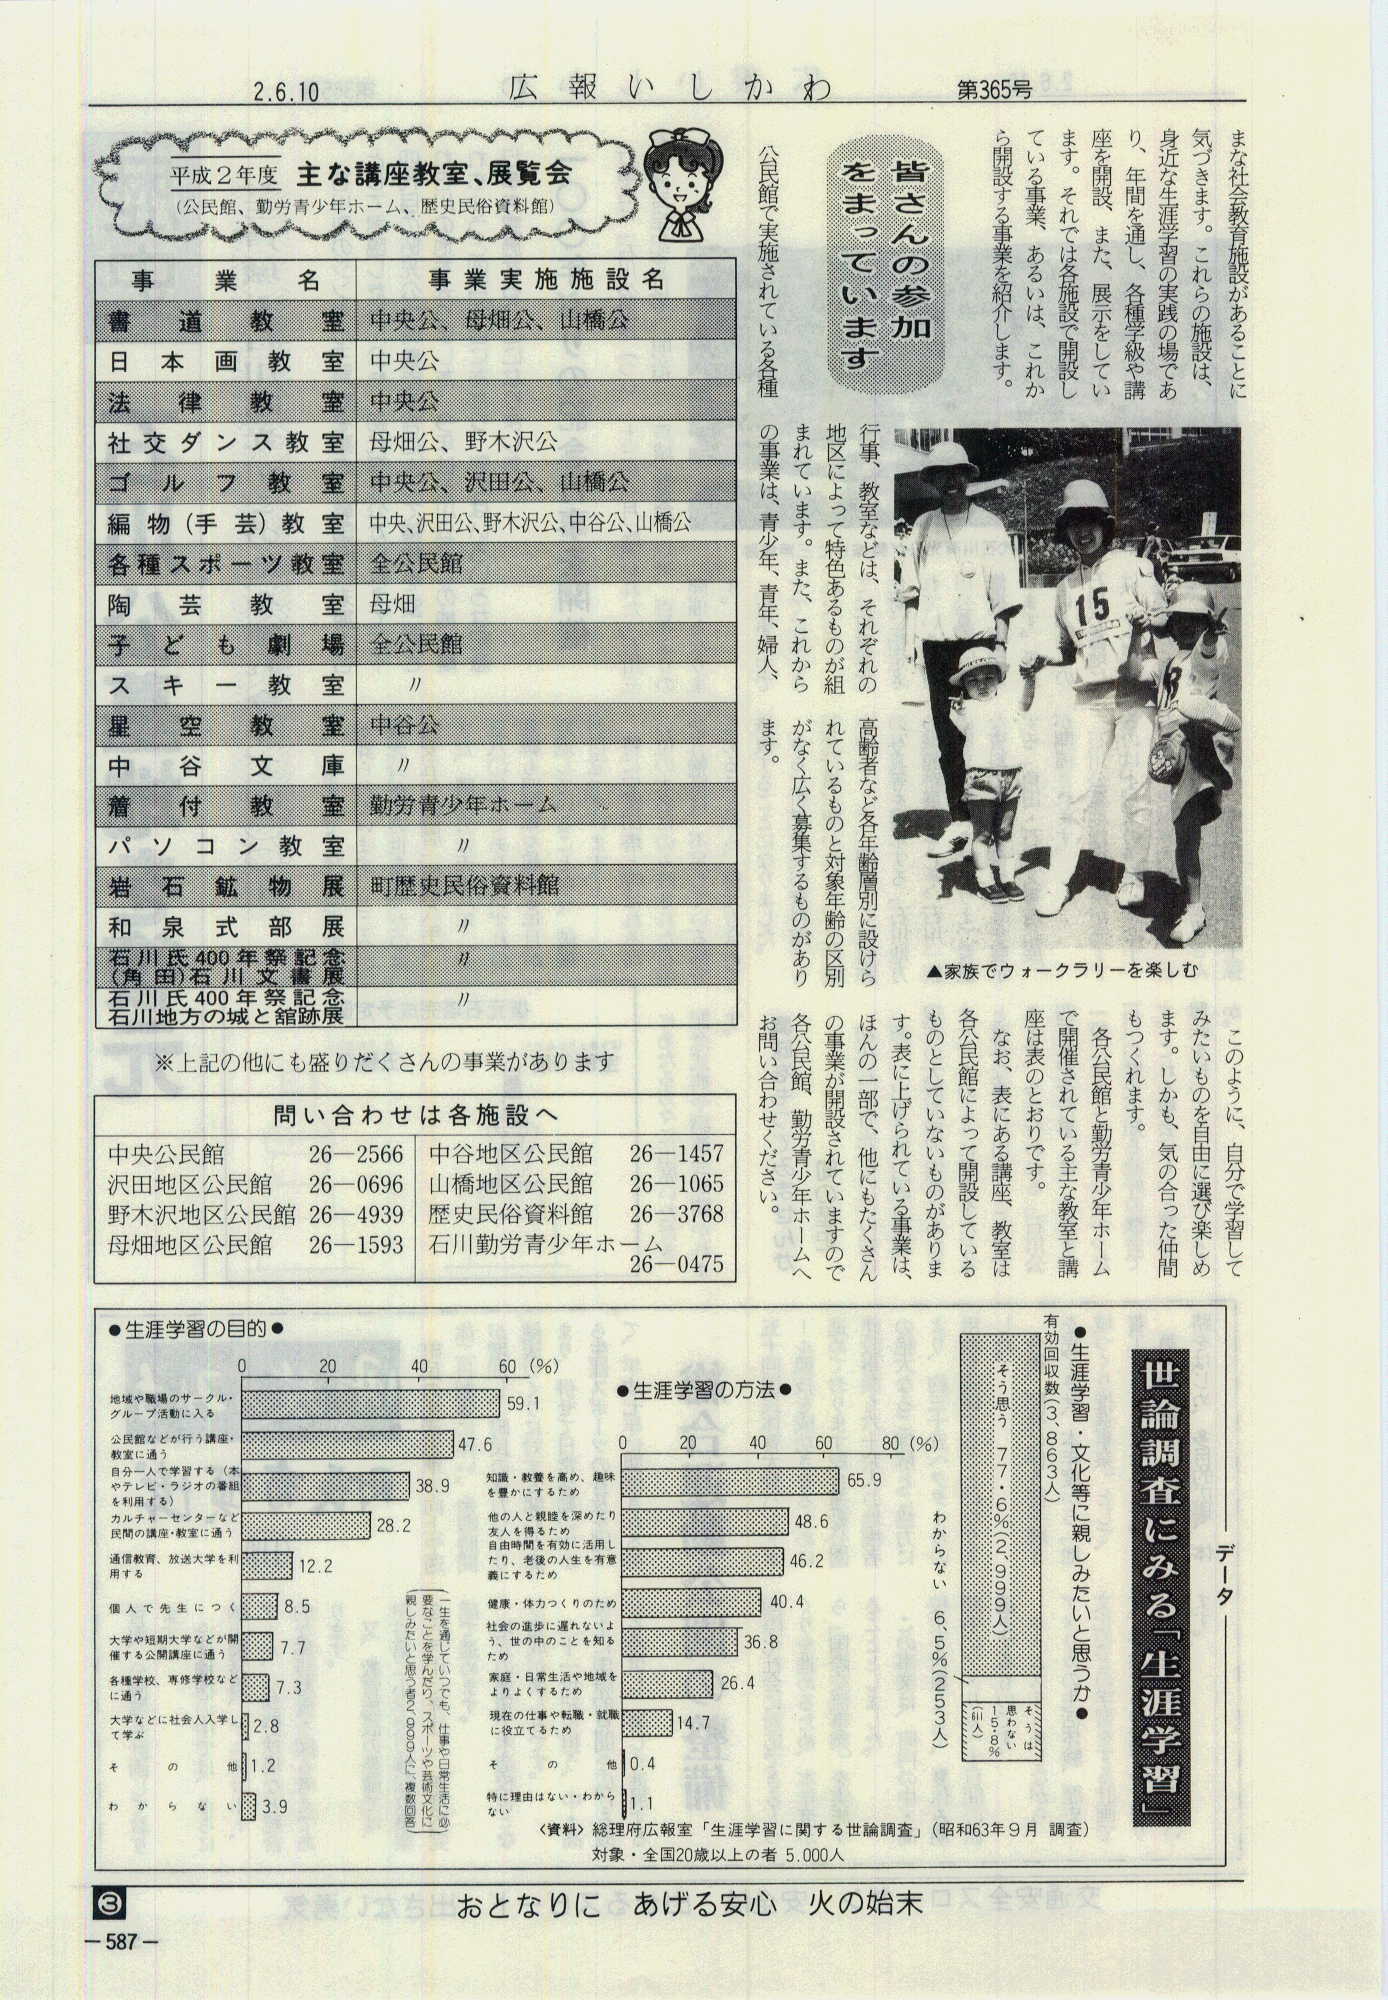 2.6.10
広報いしかわ
第365号
まな社会教育施設があることに
気づきます。これらの施設は、
身近な生涯学習の実践の場であ
り、年間を通し、各種学級や講
座を開設、また、展示をしてい
ます。それでは各施設で開設し
ている事業、あるいは、これか
ら開設する事業を紹介します。
皆さんの参加
をまっています
公民館で実施されている各種
行事、教室などは、それぞれの
地区によって特色あるものが組
まれています。また、これから
の事業は、青少年、青年、婦人、
高齢者など各年齢層別に設けら
れているものと対象年齢の区別
がなく広く募集するものがあり
ます。
▲家族でウォークラリーを楽しむ
15
このように、自分で学習して
みたいものを自由に選び楽しめ
ます。しかも、気の合った仲間
もつくれます。
各公民館と勤労青少年ホーム
で開催されている主な教室と講
座は表のとおりです。
なお、表にある講座、教室は
各公民館によって開設している
ものとしていないものがありま
す。表に上げられている事業は、
ほんの一部で、他にもたくさん
の事業が開設されていますので
各公民館、勤労青少年ホームへ
お問い合わせください。
平成2年度 主な講座教室、展覧会
(公民館、勤労青少年ホーム、歴史民俗資料館)
事業名 事業実施施設名
書道教室 中央公、母畑公、山橋公
日本画教室 中央公
法律教室 中央公
社交ダンス教室 母畑公、野木沢公
ゴルフ教室 中央公、沢田公、山橋公
編物(手芸)教室 中央、沢田公、野木沢公、中谷公、山橋公
各種スポーツ教室 全公民館
陶芸教室 母畑
子ども劇場 全公民館
スキー教室 〃
星空教室 中谷公
中谷文庫 〃
着付教室 勤労青少年ホーム
パソコン教室 〃
岩石鉱物展 町歴史民俗資料館
和泉式部展 〃
石川氏400年祭記念 〃
(角田)石川文書展
石川氏400年祭記念 〃
石川地方の城と舘跡展
※上記の他にも盛りだくさんの事業があります
問い合わせは各施設へ
中央公民館 26—2566
沢田地区公民館 26—0696
野木沢地区公民館 26—4939
母畑地区公民館 26—1593
中谷地区公民館 26—1457
山橋地区公民館 26—1065
歴史民俗資料館 26—3768
石川勤労青少年ホーム
26—0475
データ
世論調査にみる「生涯学習」
●生涯学習・文化等に親しみたいと思うか●
有効回収数(3,863人)
そう思う 77・6%(2,999人)
わからない 6,5%(253人)
そうは
思わない
15・8%
(611人)
●生涯学習の方法●
0 20 40 60 80 (%)
知識・教養を高め、趣味
を豊かにするため 65.9
他の人と親睦を深めたり
友人を得るため 48.6
自由時間を有効に活用し
たり、老後の人生を有意
義にするため 46.2
健康・体力つくりのため 40.4
社会の進歩に遅れないよ
う、世の中のことを知る
ため 36.8
家庭・日常生活や地域を
よりよくするため 26.4
現在の仕事や転職・就職
に役立てるため 14.7
その他 0.4
特に理由はない・わから
ない 1.1
●生涯学習の目的●
0 20 40 60 (%)
地域や職場のサークル・
グループ活動に入る 59.1
公民館などが行う講座・
教室に通う 47.6
自分一人で学習する(本
やテレビ・ラジオの番組
を利用する) 38.9
カルチャーセンターなど
民間の講座・教室に通う 28.2
通信教育、放送大学を利
用する 12.2
個人で先生につく 8.5
大学や短期大学などが開
催する公開講座に通う 7.7
各種学校、専修学校など
に通う 7.3
大学などに社会人入学し
て学ぶ 2.8
その他 1.2
わからない 3.9
(一生を通じていつでも、仕事や日常生活に必
要なことを学んだり、スポーツや芸術文化に
親しみたいと思う者2,999人に、複数回答)
〈資料〉総理府広報室「生涯学習に関する世論調査」(昭和63年9月 調査)
対象・全国20歳以上の者 5.000人
おとなりに あげる安心 火の始末
③
—587—